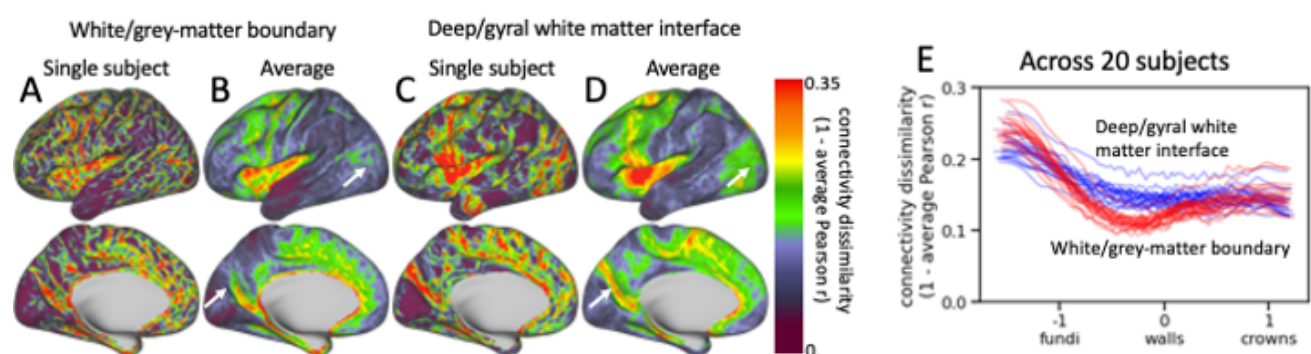 White/grey-matter boundary
Deep/gyral white matter interface
A
Single subject
B
Average
C
Single subject
D
Average
0.35
0.
connectivity dissimilarity
(1 - average Pearson r)
E
Across 20 subjects
connectivity dissimilarity
(1 - average Pearson r)
0.3
0.2
0.1
0.0
Deep/gyral white
matter interface
White/grey-matter boundary
-1
0
1
fundi
walls
crowns